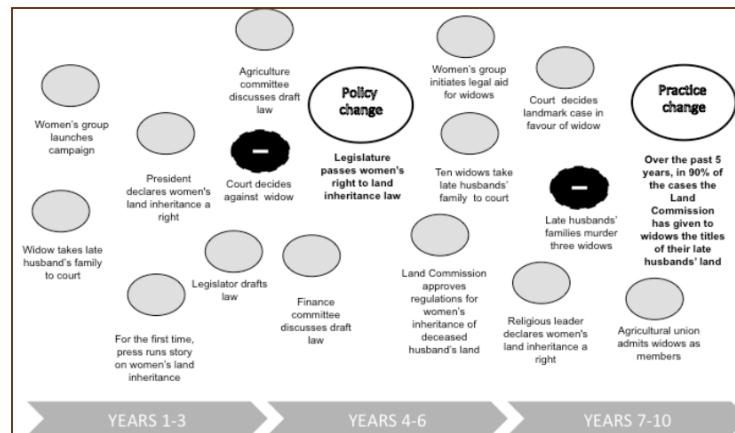 Agriculture
committee
discusses draft
law
Women's group
launches
campaign
President
declares women's
land inheritance a
right
–
Court decides
against widow
Policy
change
Legislature
passes women's
right to land
inheritance law
Widow takes late
husband's family
to court
Legislator drafts
law
For the first time,
press runs story
on women's land
inheritance
Finance
committee
discusses draft
law
Women's group
initiates legal aid
for widows
Court decides
landmark case in
favour of widow
Practice
change
Over the past 5
years, in 90% of
the cases the
Land
Commission
has given to
widows the titles
of their late
husbands' land
Ten widows take
late husbands'
family to court
–
Late husbands'
families murder
three widows
Land Commission
approves
regulations for
women's
inheritance of
deceased
husband's land
Religious leader
declares women's
land inheritance a
right
Agricultural union
admits widows as
members
YEARS 1-3
YEARS 4-6
YEARS 7-10